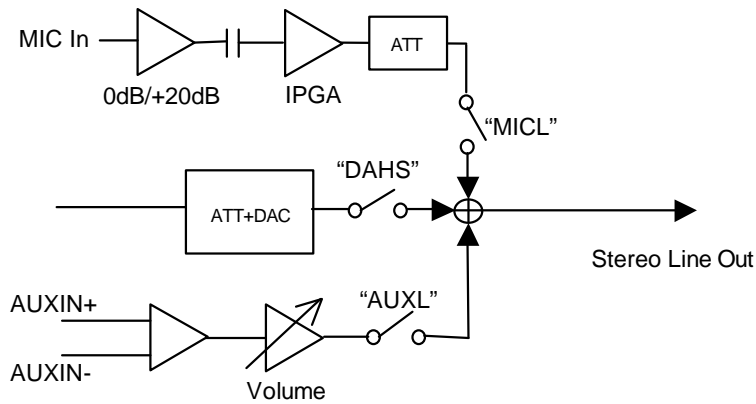 MIC In
ATT
0dB/+20dB
IPGA
“MICL”
“DAHS”
ATT+DAC
Stereo Line Out
AUXIN+
“AUXL”
AUXIN-
Volume